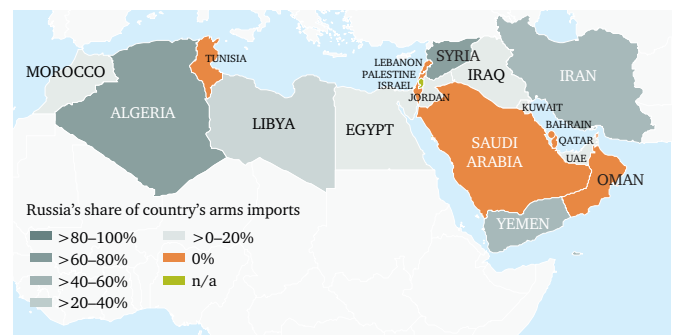 MOROCCO
TUNISIA
ALGERIA
LIBYA
EGYPT
LEBANON
PALESTINE
ISRAEL
JORDAN
SYRIA
IRAQ
IRAN
KUWAIT
BAHRAIN
QATAR
UAE
SAUDI
ARABIA
OMAN
YEMEN
Russia’s share of country’s arms imports
>80–100%
>60–80%
>40–60%
>20–40%
>0–20%
0%
n/a